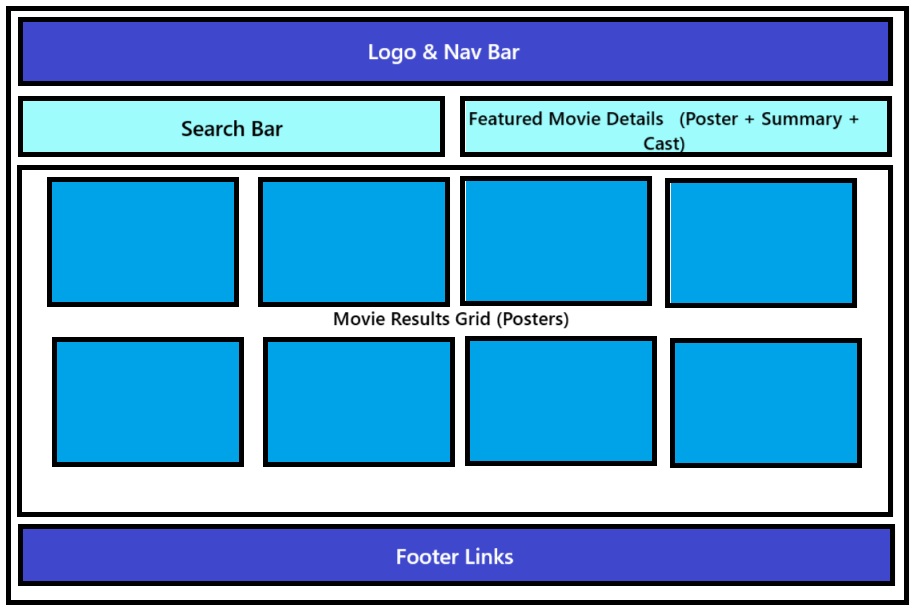 Logo & Nav Bar
Search Bar
Featured Movie Details (Poster + Summary +
Cast)
Movie Results Grid (Posters)
Footer Links